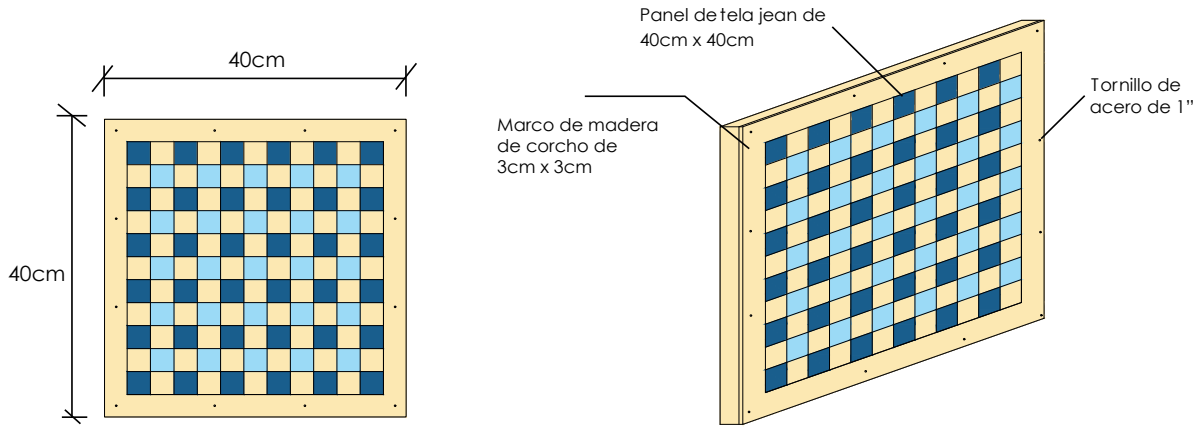 40cm
40cm
Panel de tela jean de
40cm x 40cm
Marco de madera
de corcho de
3cm x 3cm
Tornillo de
acero de 1”